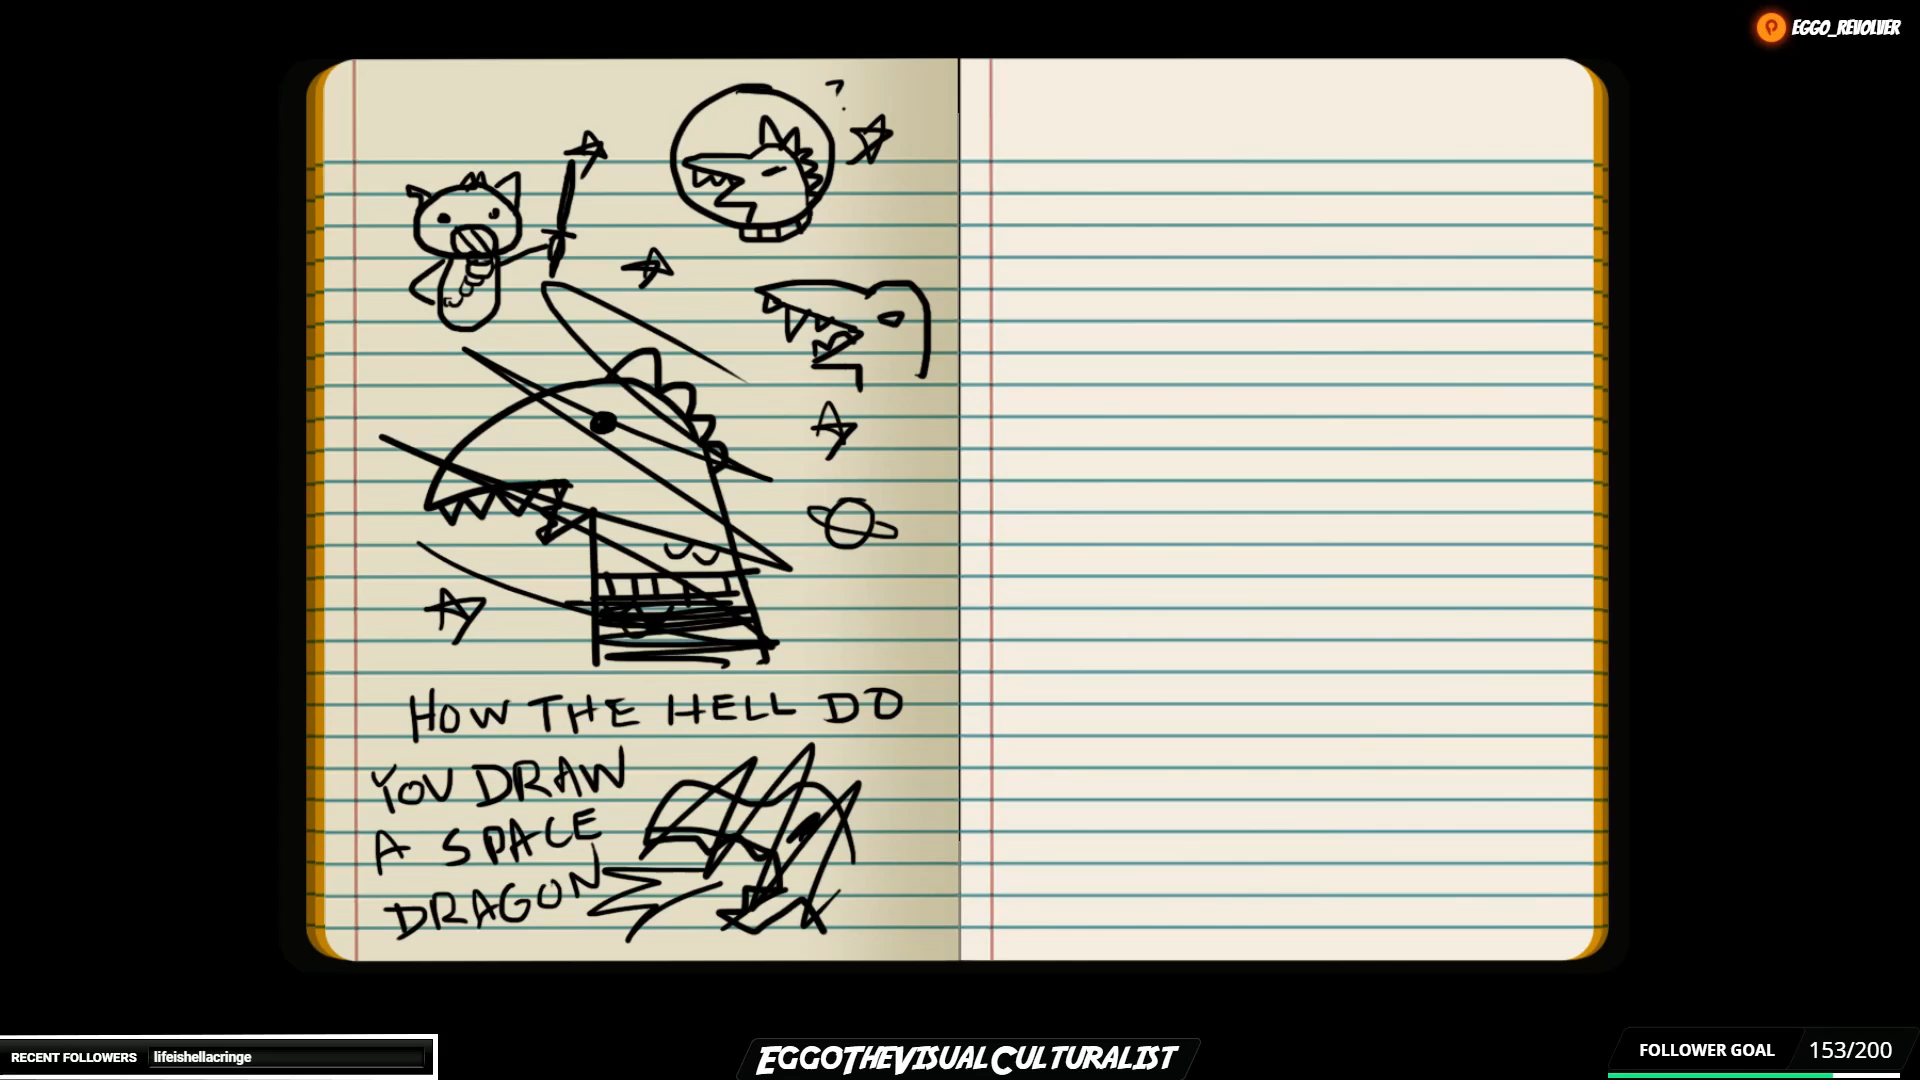 EGGO_REVOLVER
HOW THE HELL DO
YOU DRAW
A SPACE
DRAGON
RECENT FOLLOWERS lifeishellacringe
EGGOTHEVISUALCULTURALIST
FOLLOWER GOAL 153/200